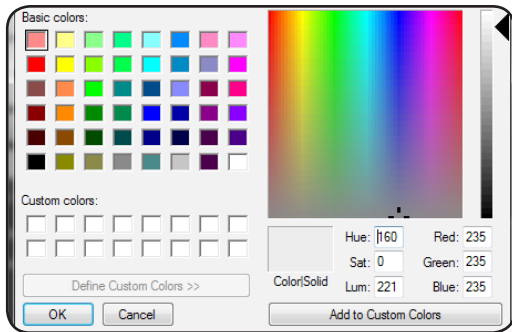 Basic colors:
Custom colors:
Define Custom Colors >>
OK Cancel
Hue: 160 Red: 235
Sat: 0 Green: 235
Color|Solid Lum: 221 Blue: 235
Add to Custom Colors